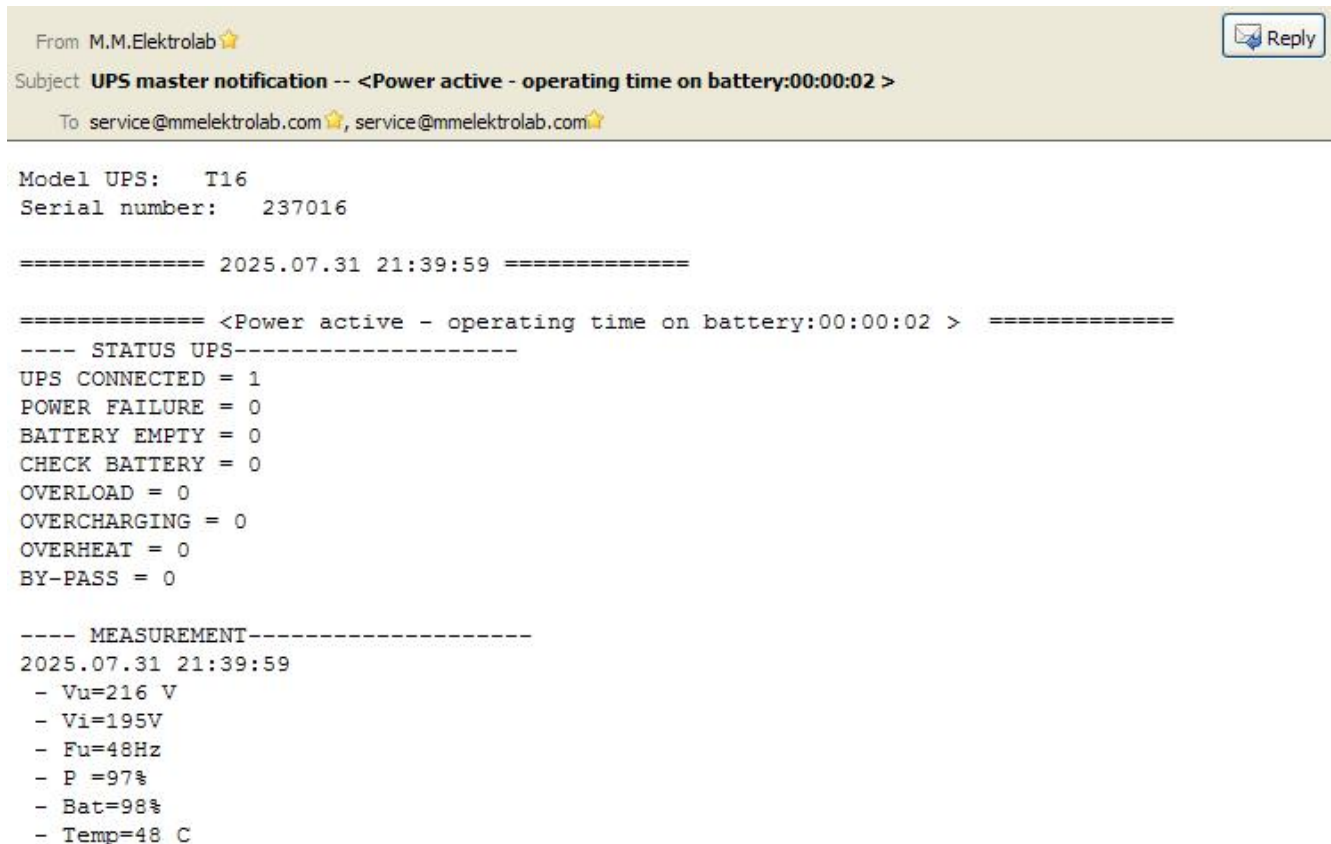 From M.M.Elektrolab
Reply
Subject UPS master notification -- <Power active - operating time on battery:00:00:02 >
To service@mmelektrolab.com, service@mmelektrolab.com
Model UPS: T16
Serial number: 237016
============= 2025.07.31 21:39:59 =============
============= <Power active - operating time on battery:00:00:02 > =============
---- STATUS UPS--------------------
UPS CONNECTED = 1
POWER FAILURE = 0
BATTERY EMPTY = 0
CHECK BATTERY = 0
OVERLOAD = 0
OVERCHARGING = 0
OVERHEAT = 0
BY-PASS = 0
---- MEASUREMENT--------------------
2025.07.31 21:39:59
- Vu=216 V
- Vi=195V
- Fu=48Hz
- P =97%
- Bat=98%
- Temp=48 C